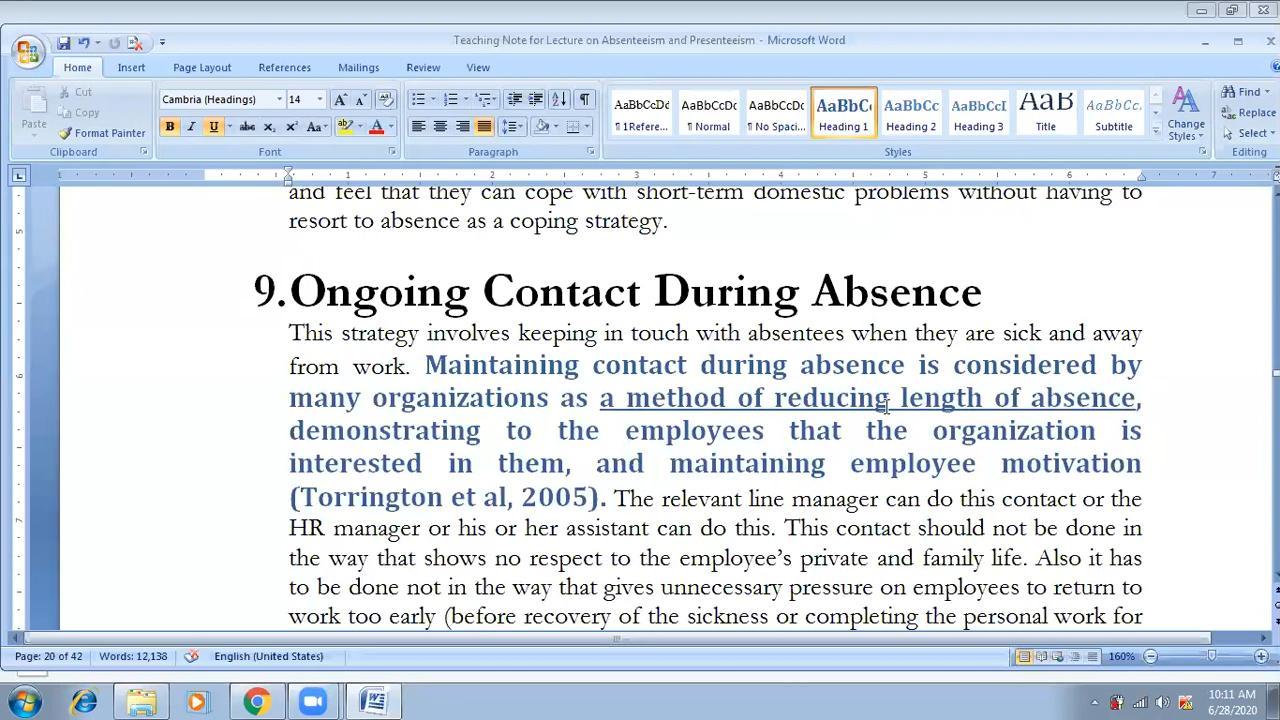 Teaching Note for Lecture on Absenteeism and Presenteeism - Microsoft Word
Home Insert Page Layout References Mailings Review View
Cut
Copy
Paste
Format Painter
Clipboard
Cambria (Headings) 14
Font
Paragraph
AaBbCcDd AaBbCcDc AaBbCcDc AaBbC AaBbCc AaBbCcI AaB AaBbCc.
¶ 1Refere... ¶ Normal ¶ No Spaci... Heading 1 Heading 2 Heading 3 Title Subtitle
Change Styles
Styles
Find
Replace
Select
Editing
and feel that they can cope with short-term domestic problems without having to
resort to absence as a coping strategy.
9. Ongoing Contact During Absence
This strategy involves keeping in touch with absentees when they are sick and away
from work. Maintaining contact during absence is considered by
many organizations as a method of reducing length of absence,
demonstrating to the employees that the organization is
interested in them, and maintaining employee motivation
(Torrington et al, 2005). The relevant line manager can do this contact or the
HR manager or his or her assistant can do this. This contact should not be done in
the way that shows no respect to the employee's private and family life. Also it has
to be done not in the way that gives unnecessary pressure on employees to return to
work too early (before recovery of the sickness or completing the personal work for
Page: 20 of 42 Words: 12,138 English (United States) 160%
10:11 AM
6/28/2020